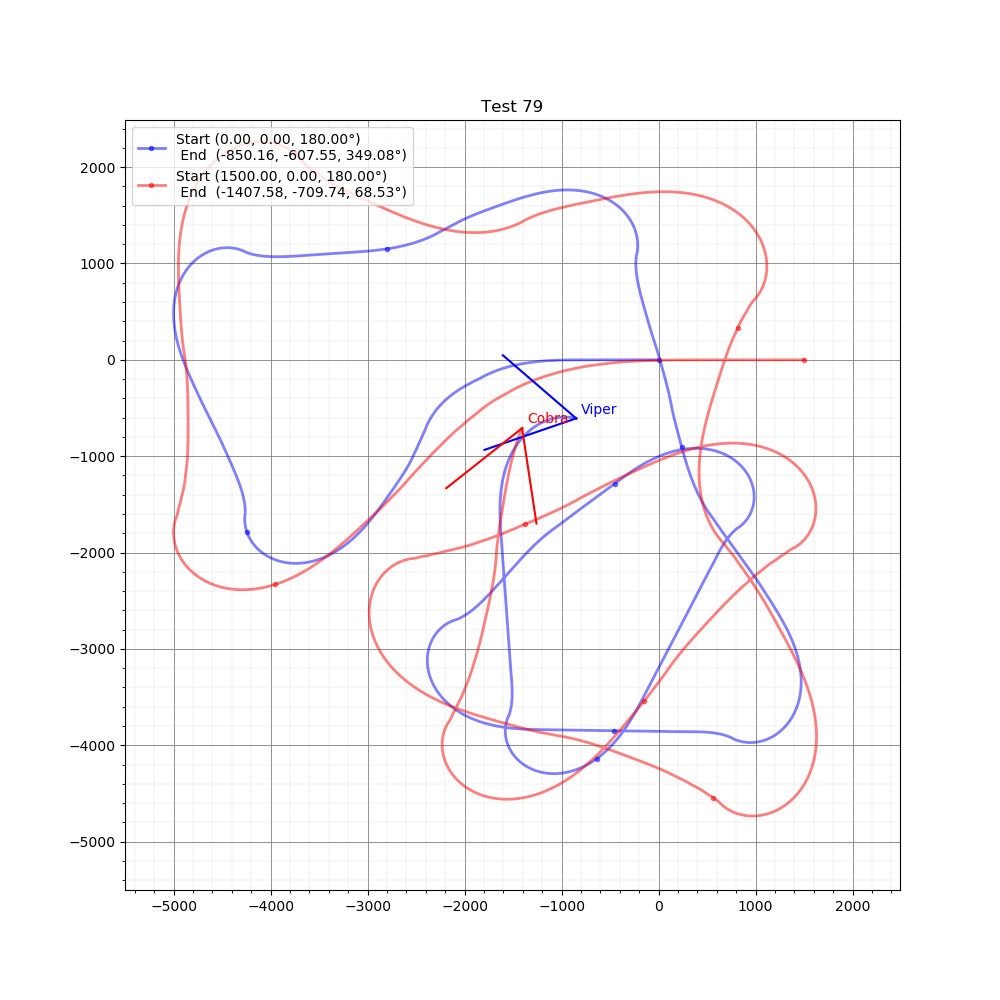 Test 79
Start (0.00, 0.00, 180.00°)
End (-850.16, -607.55, 349.08°)
Start (1500.00, 0.00, 180.00°)
End (-1407.58, -709.74, 68.53°)
2000
1000
0
−1000
−2000
−3000
−4000
−5000
Viper
Cobra
−5000 −4000 −3000 −2000 −1000 0 1000 2000